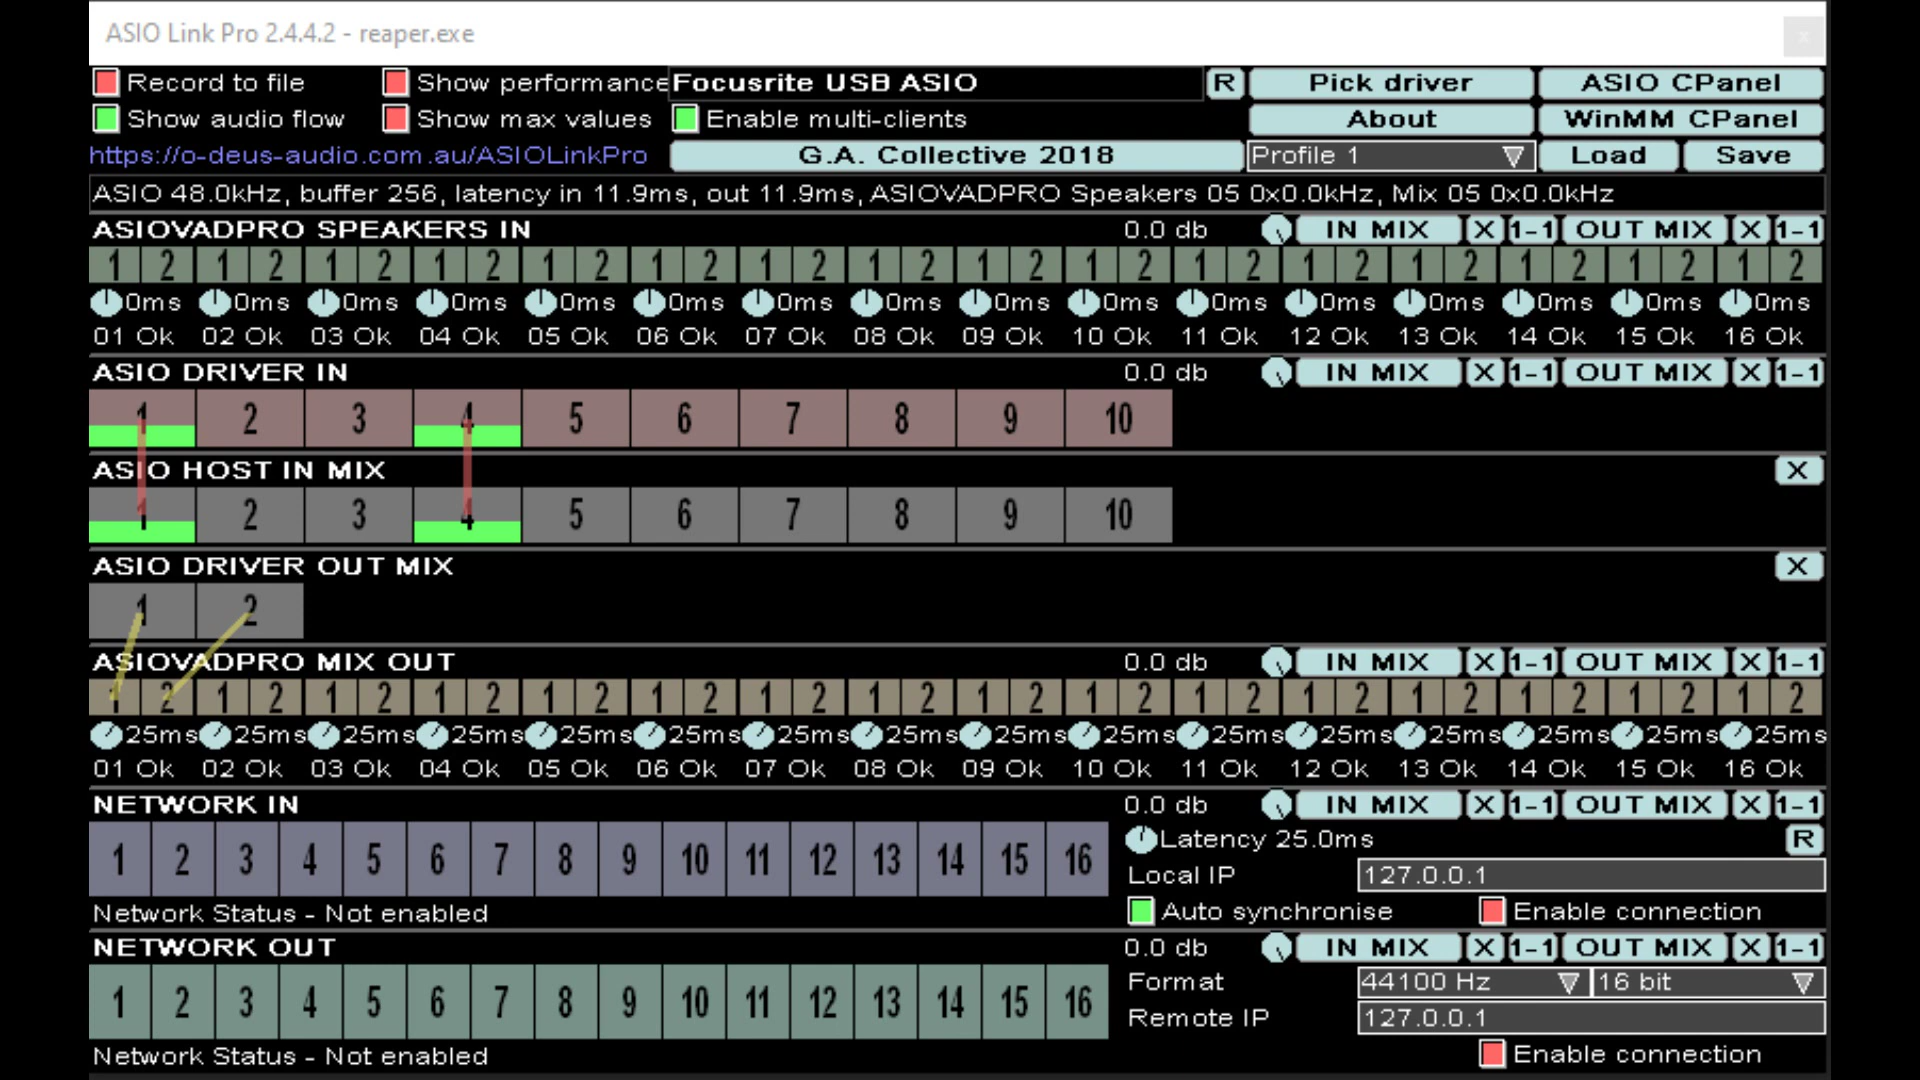 ASIO Link Pro 2.4.4.2 - reaper.exe
x
Record to file Show performance Focusrite USB ASIO R Pick driver ASIO CPanel
Show audio flow Show max values Enable multi-clients About WinMM CPanel
https://o-deus-audio.com.au/ASIOLinkPro G.A. Collective 2018 Profile 1 Load Save
ASIO 48.0kHz, buffer 256, latency in 11.9ms, out 11.9ms, ASIOVADPRO Speakers 05 0x0.0kHz, Mix 05 0x0.0kHz
ASIOVADPRO SPEAKERS IN 0.0 db IN MIX X 1-1 OUT MIX X 1-1
1 2 1 2 1 2 1 2 1 2 1 2 1 2 1 2 1 2 1 2 1 2 1 2 1 2 1 2 1 2 1 2
0ms 0ms 0ms 0ms 0ms 0ms 0ms 0ms 0ms 0ms 0ms 0ms 0ms 0ms 0ms 0ms
01 Ok 02 Ok 03 Ok 04 Ok 05 Ok 06 Ok 07 Ok 08 Ok 09 Ok 10 Ok 11 Ok 12 Ok 13 Ok 14 Ok 15 Ok 16 Ok
ASIO DRIVER IN 0.0 db IN MIX X 1-1 OUT MIX X 1-1
1 2 3 4 5 6 7 8 9 10
ASIO HOST IN MIX X
1 2 3 4 5 6 7 8 9 10
ASIO DRIVER OUT MIX X
1 2
ASIOVADPRO MIX OUT 0.0 db IN MIX X 1-1 OUT MIX X 1-1
1 2 1 2 1 2 1 2 1 2 1 2 1 2 1 2 1 2 1 2 1 2 1 2 1 2 1 2 1 2 1 2
25ms 25ms 25ms 25ms 25ms 25ms 25ms 25ms 25ms 25ms 25ms 25ms 25ms 25ms 25ms 25ms
01 Ok 02 Ok 03 Ok 04 Ok 05 Ok 06 Ok 07 Ok 08 Ok 09 Ok 10 Ok 11 Ok 12 Ok 13 Ok 14 Ok 15 Ok 16 Ok
NETWORK IN 0.0 db IN MIX X 1-1 OUT MIX X 1-1
1 2 3 4 5 6 7 8 9 10 11 12 13 14 15 16
Latency 25.0ms R
Local IP 127.0.0.1
Network Status - Not enabled Auto synchronise Enable connection
NETWORK OUT 0.0 db IN MIX X 1-1 OUT MIX X 1-1
1 2 3 4 5 6 7 8 9 10 11 12 13 14 15 16
Format 44100 Hz 16 bit
Remote IP 127.0.0.1
Network Status - Not enabled Enable connection